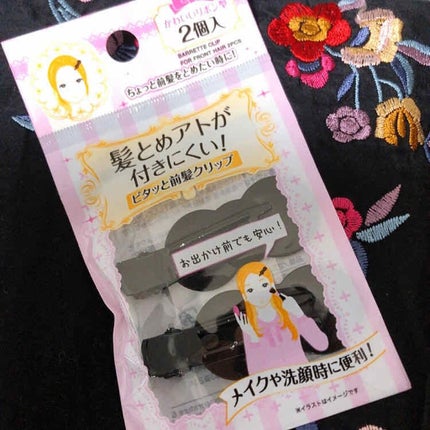 かわいいリボン型
2個入
BARRETTE CLIP
FOR FRONT HAIR 2PCS
ちょっと前髪をとめたい時に!
髪とめアトが
付きにくい!
ピタッと前髪クリップ
お出かけ前でも安心!
メイクや洗顔時に便利!
※イラストはイメージです